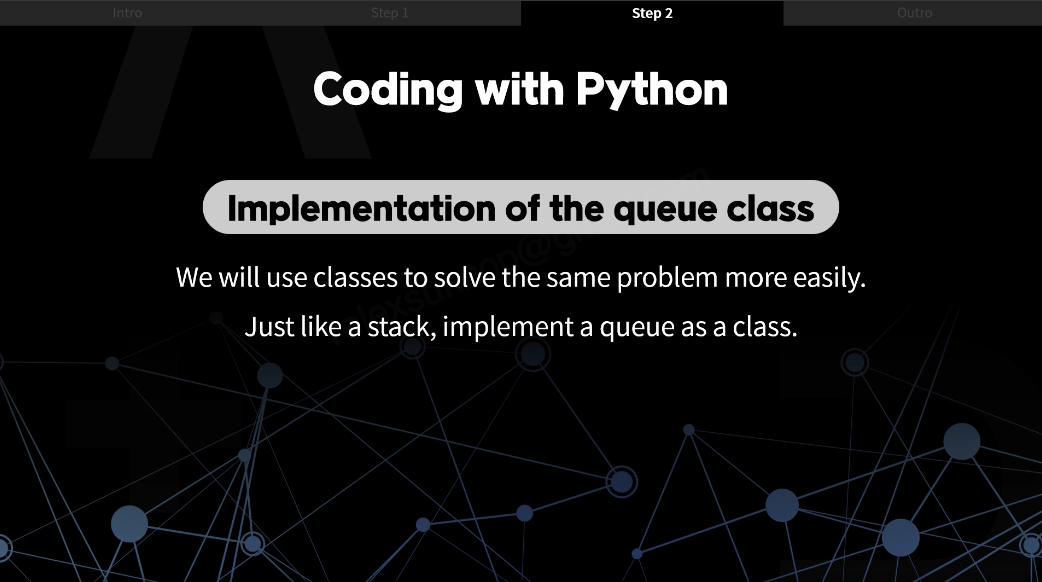 Intro
Step 1
Step 2
Outro
Coding with Python
Implementation of the queue class
We will use classes to solve the same problem more easily.
Just like a stack, implement a queue as a class.